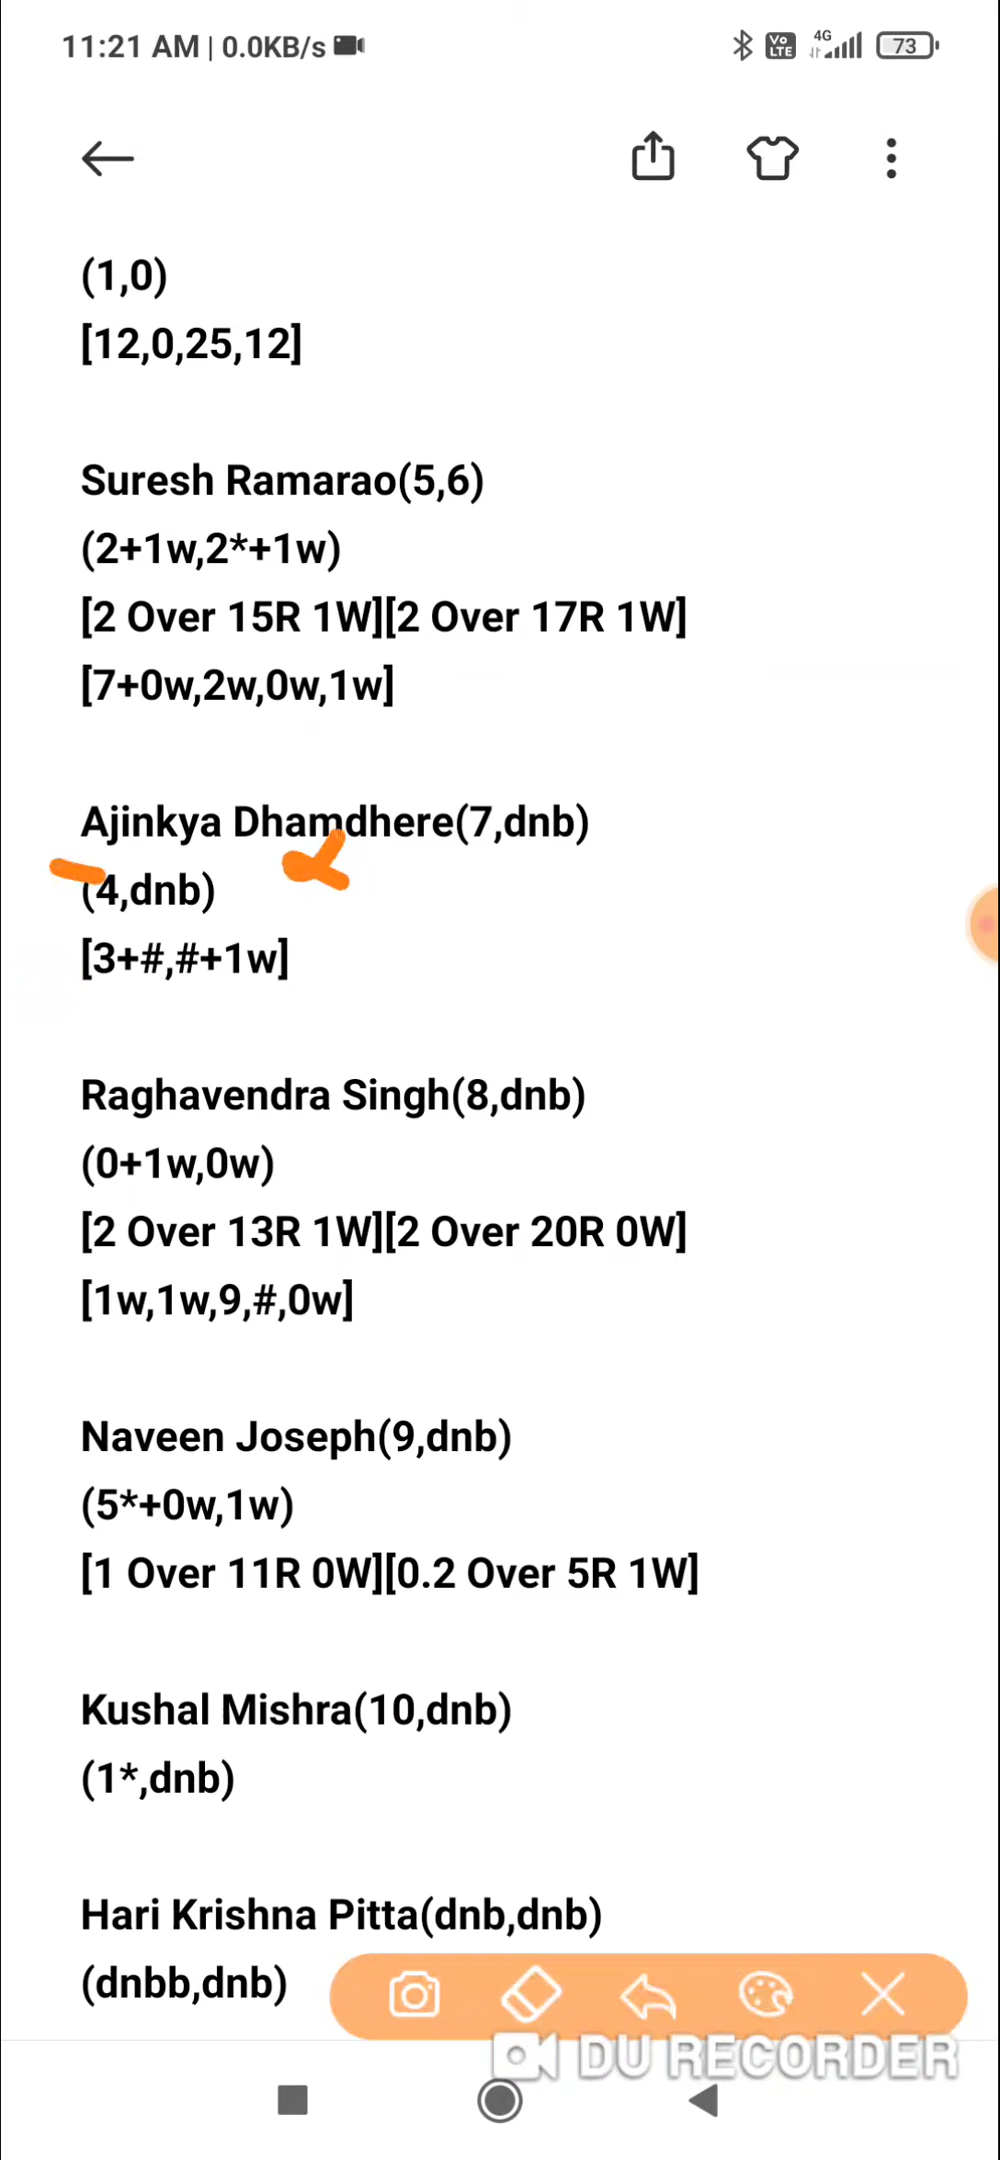 11:21 AM | 0.0KB/s Vo LTE 4G 73
(1,0)
[12,0,25,12]
Suresh Ramarao(5,6)
(2+1w,2*+1w)
[2 Over 15R 1W][2 Over 17R 1W]
[7+0w,2w,0w,1w]
Ajinkya Dhamdhere(7,dnb)
(4,dnb)
[3+#,#+1w]
Raghavendra Singh(8,dnb)
(0+1w,0w)
[2 Over 13R 1W][2 Over 20R 0W]
[1w,1w,9,#,0w]
Naveen Joseph(9,dnb)
(5*+0w,1w)
[1 Over 11R 0W][0.2 Over 5R 1W]
Kushal Mishra(10,dnb)
(1*,dnb)
Hari Krishna Pitta(dnb,dnb)
(dnbb,dnb)
DU RECORDER